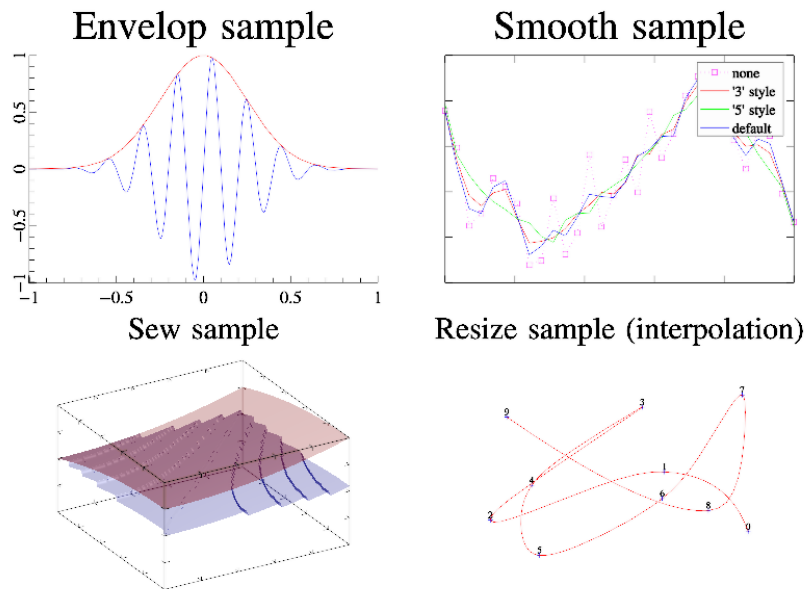 Envelop sample
1
0.5
0
−0.5
−1
−1
−0.5
0
0.5
1
Smooth sample
none
'3' style
'5' style
default
Sew sample
Resize sample (interpolation)
7
3
9
1
4
6
8
2
0
5